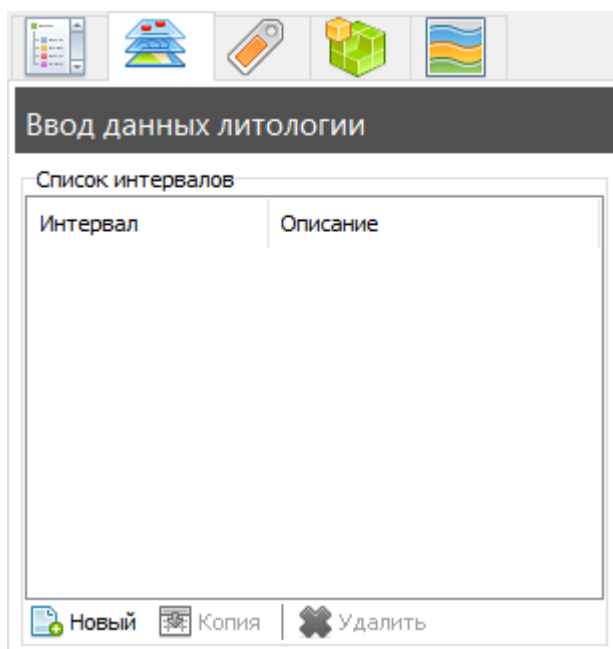 Ввод данных литологии
Список интервалов
Интервал Описание
Новый Копия Удалить